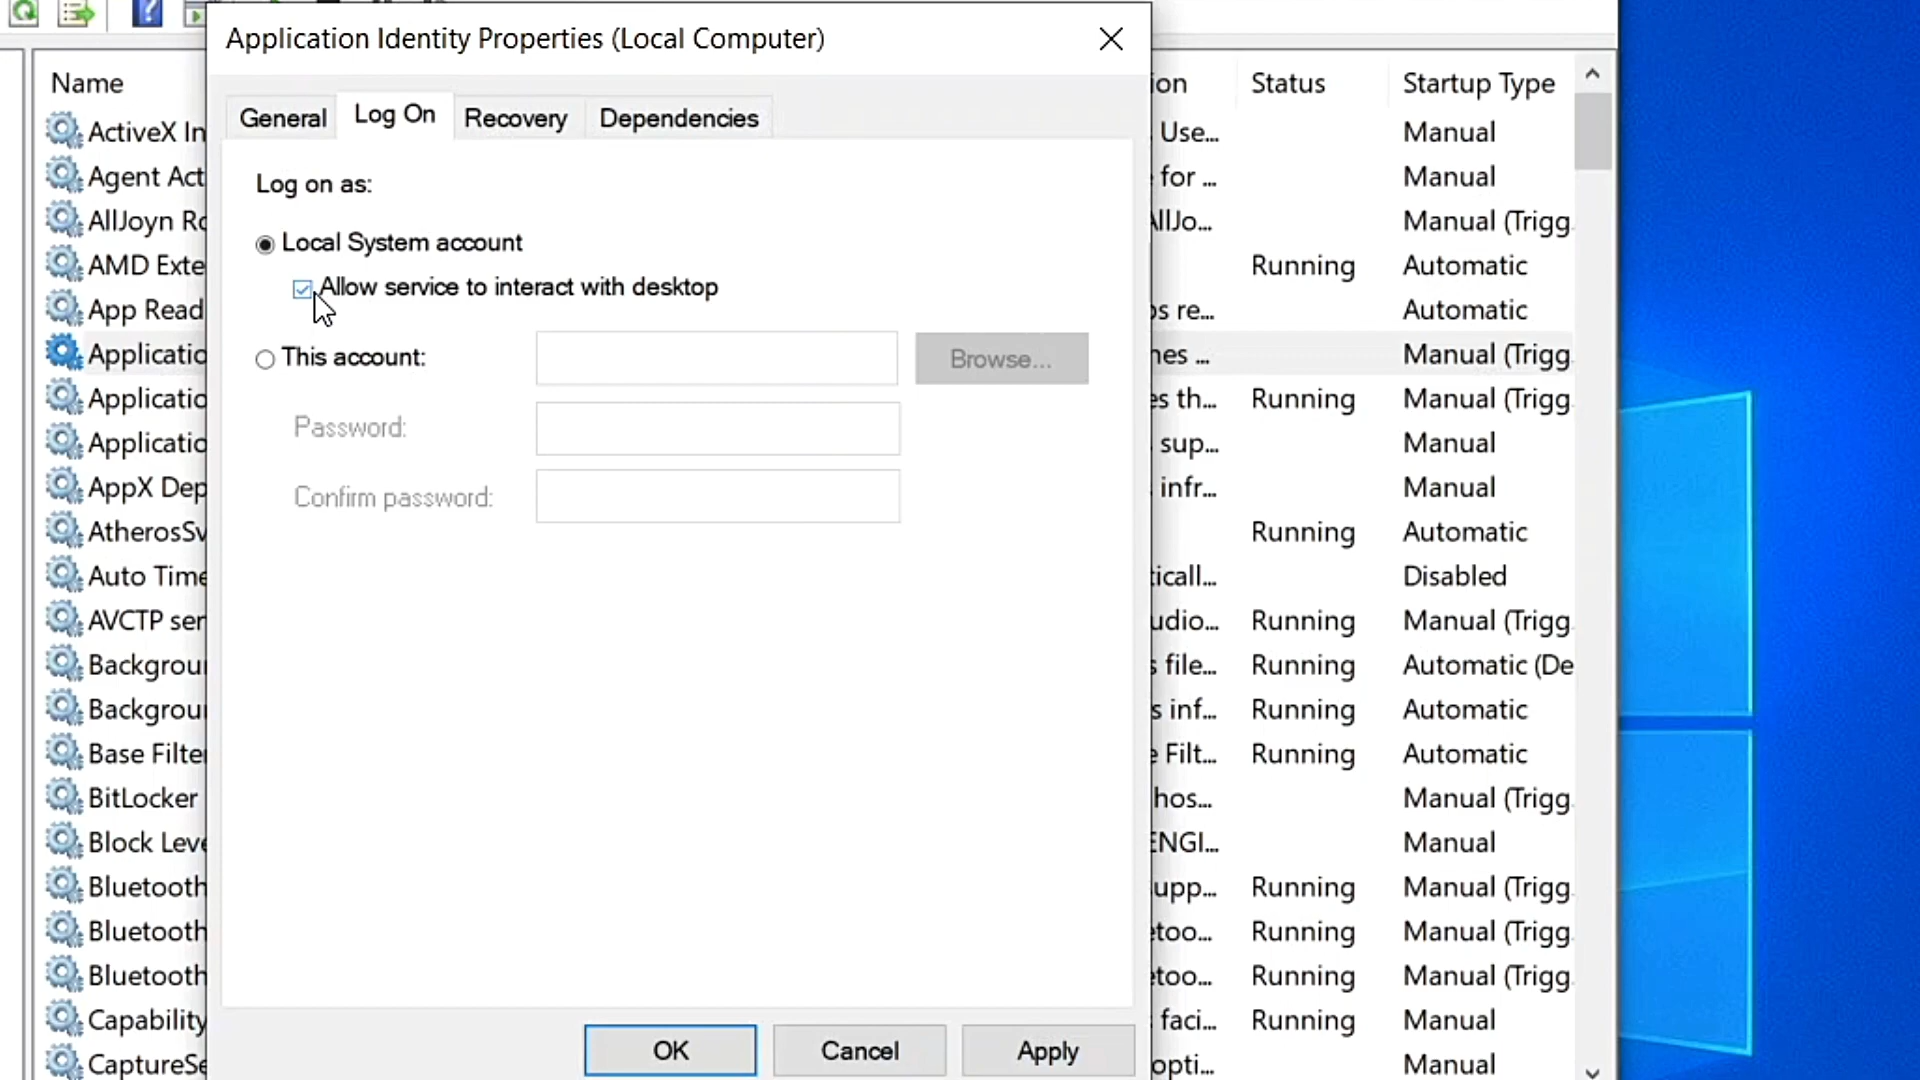 Application Identity Properties (Local Computer)
General Log On Recovery Dependencies
Log on as:
Local System account
Allow service to interact with desktop
This account:
Browse...
Password:
Confirm password:
OK Cancel Apply
Name ion Status Startup Type
ActiveX In Use... Manual
Agent Act for ... Manual
AllJoyn Ro AllJo... Manual (Trigg
AMD Exte Running Automatic
App Read ps re... Automatic
Applicatio nes ... Manual (Trigg
Applicatio es th... Running Manual (Trigg
Applicatio sup... Manual
AppX Dep infr... Manual
AtherosSv Running Automatic
Auto Time ticall... Disabled
AVCTP ser udio... Running Manual (Trigg
Backgrou s file... Running Automatic (De
Backgrou s inf... Running Automatic
Base Filte e Filt... Running Automatic
BitLocker hos... Manual (Trigg
Block Leve ENGI... Manual
Bluetooth upp... Running Manual (Trigg
Bluetooth etoo... Running Manual (Trigg
Bluetooth etoo... Running Manual (Trigg
Capability faci... Running Manual
CaptureSe opti... Manual